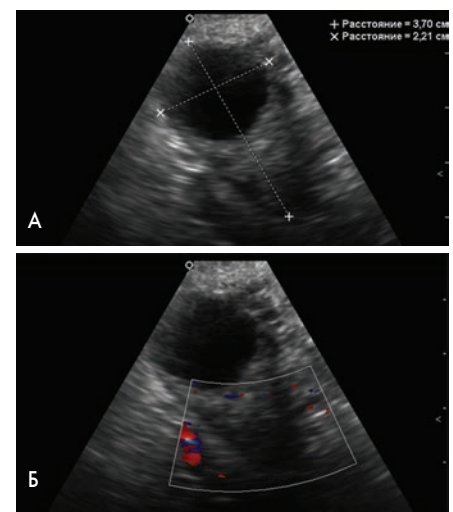 + Расстояние = 3,70 см
× Расстояние = 2,21 см
А
Б